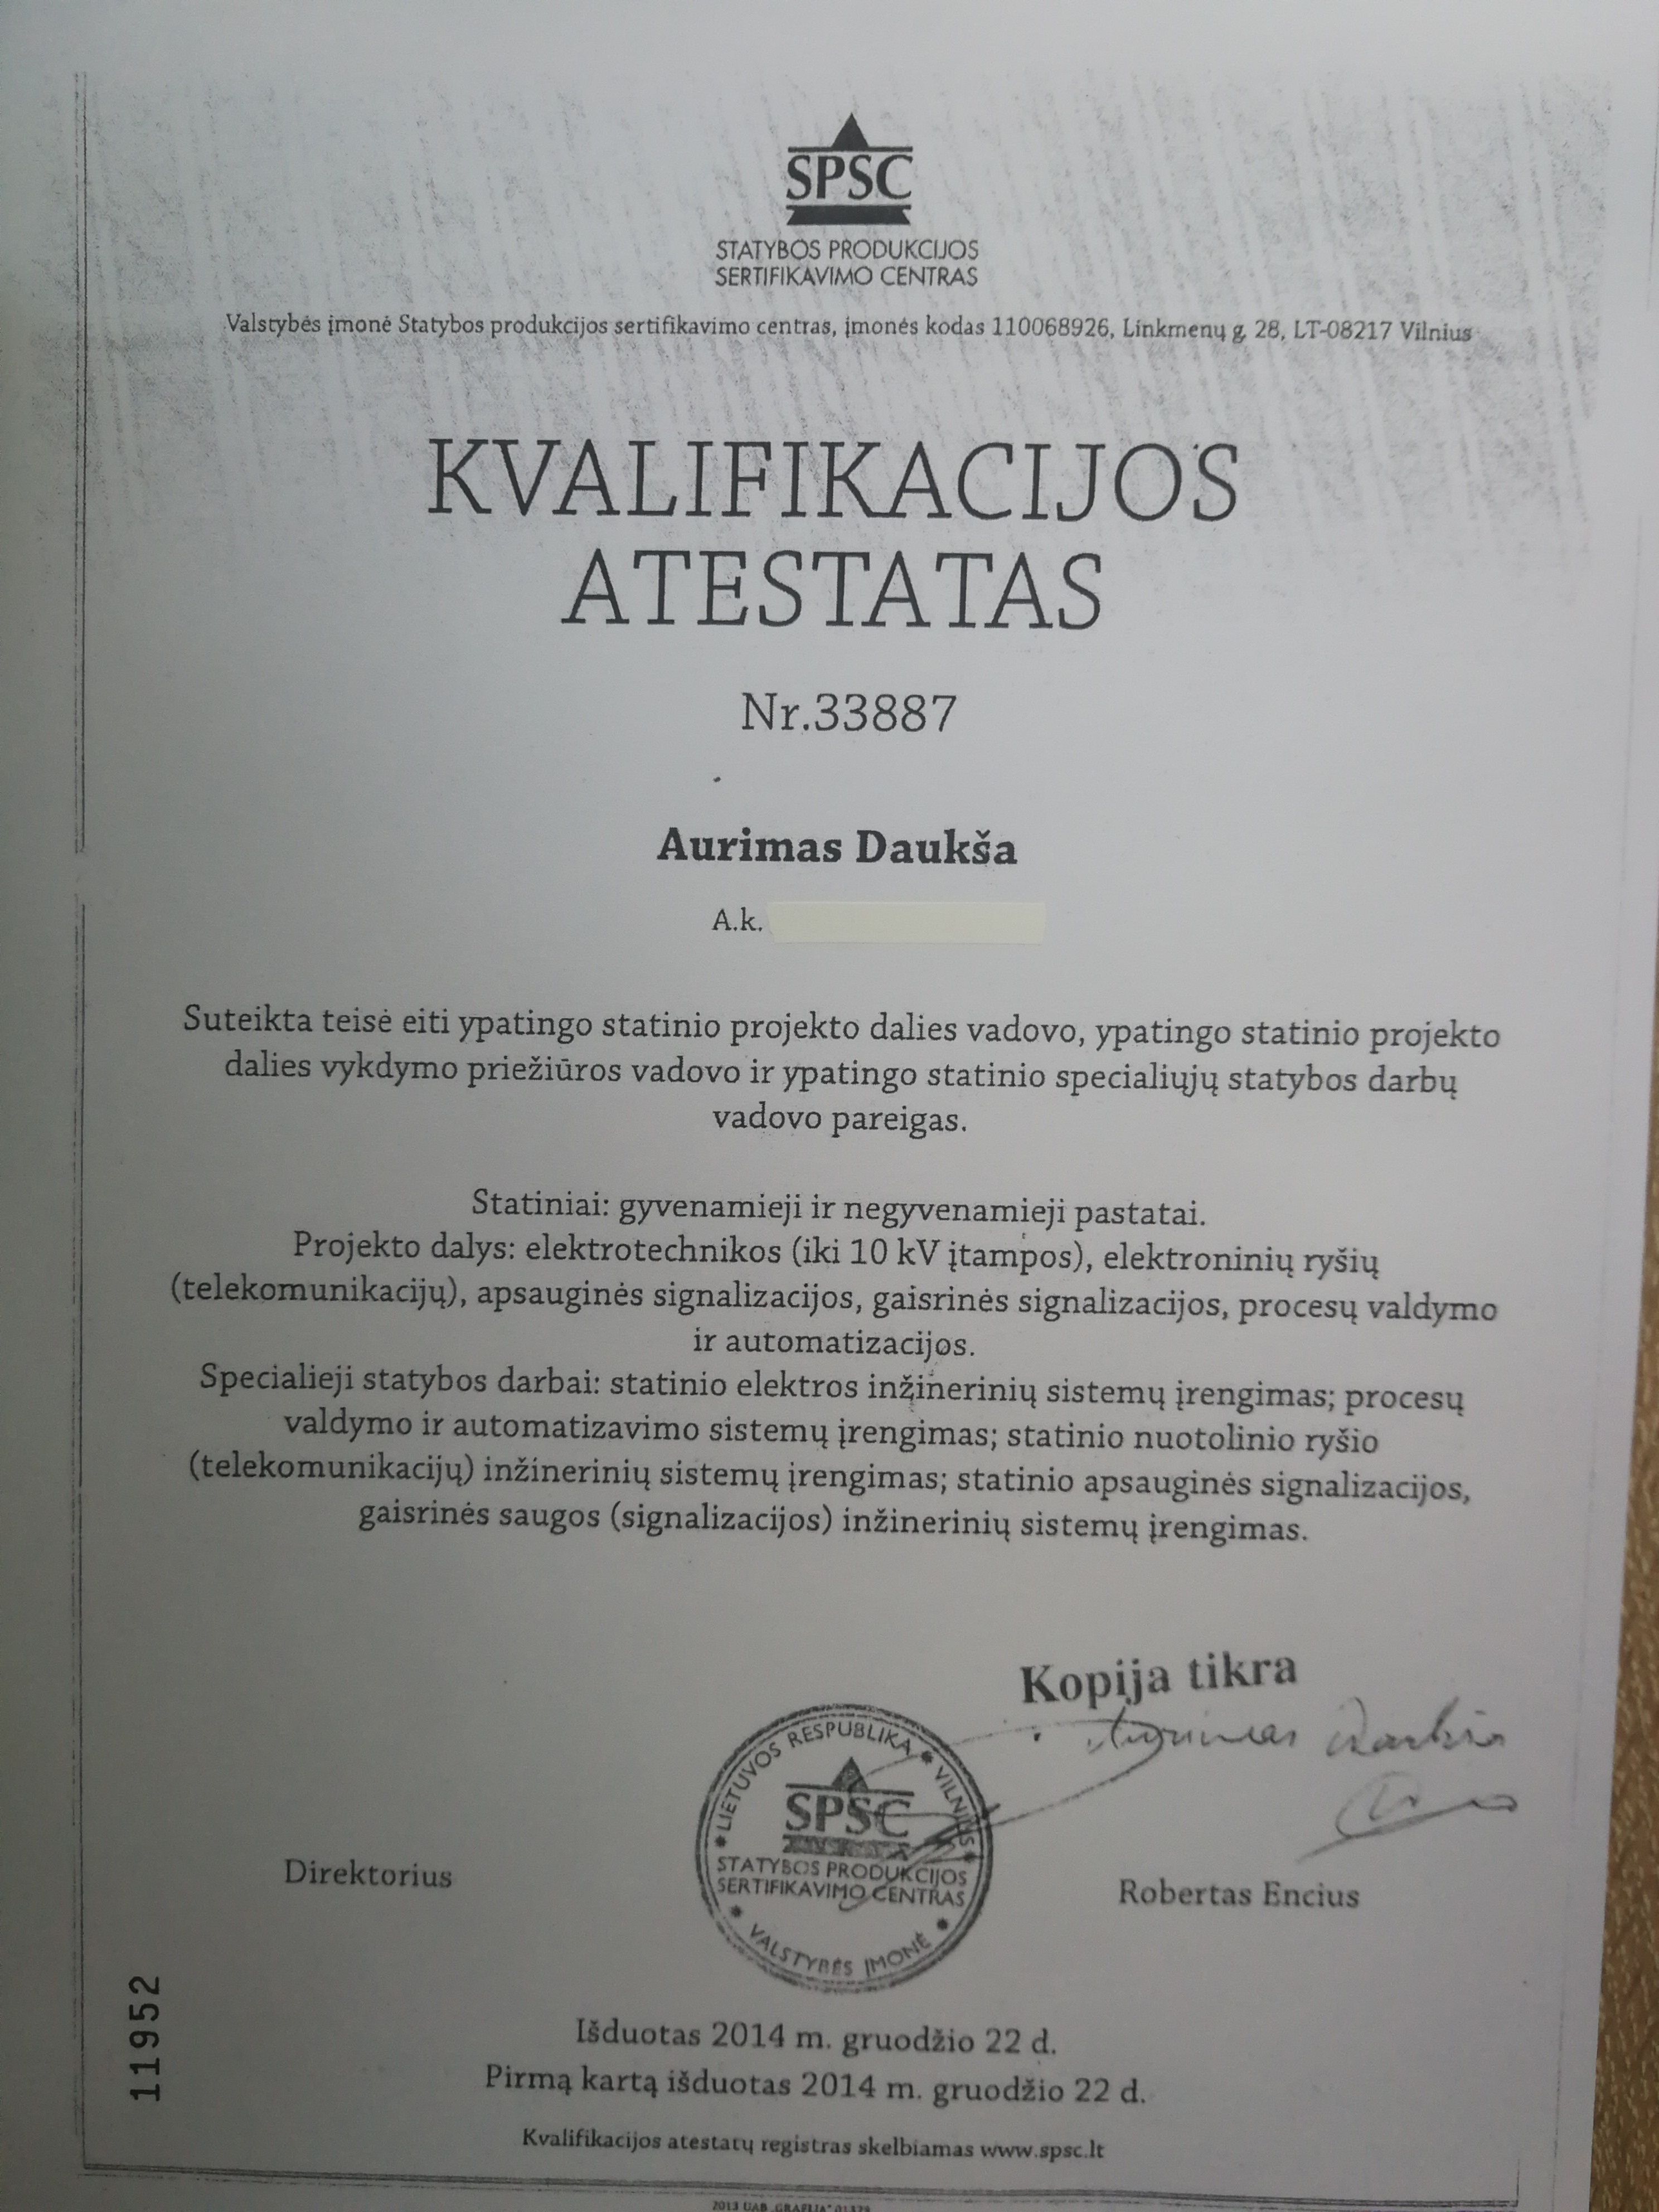 SPSC
STATYBOS PRODUKCIJOS
SERTIFIKAVIMO CENTRAS
Valstybės įmonė Statybos produkcijos sertifikavimo centras, įmonės kodas 110068926, Linkmenų g. 28, LT-08217 Vilnius
KVALIFIKACIJOS
ATESTATAS
Nr.33887
Aurimas Daukša
A.k.
Suteikta teisė eiti ypatingo statinio projekto dalies vadovo, ypatingo statinio projekto
dalies vykdymo priežiūros vadovo ir ypatingo statinio specialiųjų statybos darbų
vadovo pareigas.
Statiniai: gyvenamieji ir negyvenamieji pastatai.
Projekto dalys: elektrotechnikos (iki 10 kV įtampos), elektroninių ryšių
(telekomunikacijų), apsauginės signalizacijos, gaisrinės signalizacijos, procesų valdymo
ir automatizacijos.
Specialieji statybos darbai: statinio elektros inžinerinių sistemų įrengimas; procesų
valdymo ir automatizavimo sistemų įrengimas; statinio nuotolinio ryšio
(telekomunikacijų) inžinerinių sistemų įrengimas; statinio apsauginės signalizacijos,
gaisrinės saugos (signalizacijos) inžinerinių sistemų įrengimas.
Kopija tikra
Aurimas Daukša
LIETUVOS RESPUBLIKA * VILNIUS
SPSC
STATYBOS PRODUKCIJOS
SERTIFIKAVIMO CENTRAS
VALSTYBĖS ĮMONĖ
Direktorius
Robertas Encius
11952
Išduotas 2014 m. gruodžio 22 d.
Pirmą kartą išduotas 2014 m. gruodžio 22 d.
Kvalifikacijos atestatų registras skelbiamas www.spsc.lt
2013 UAB „GRAFIJA"